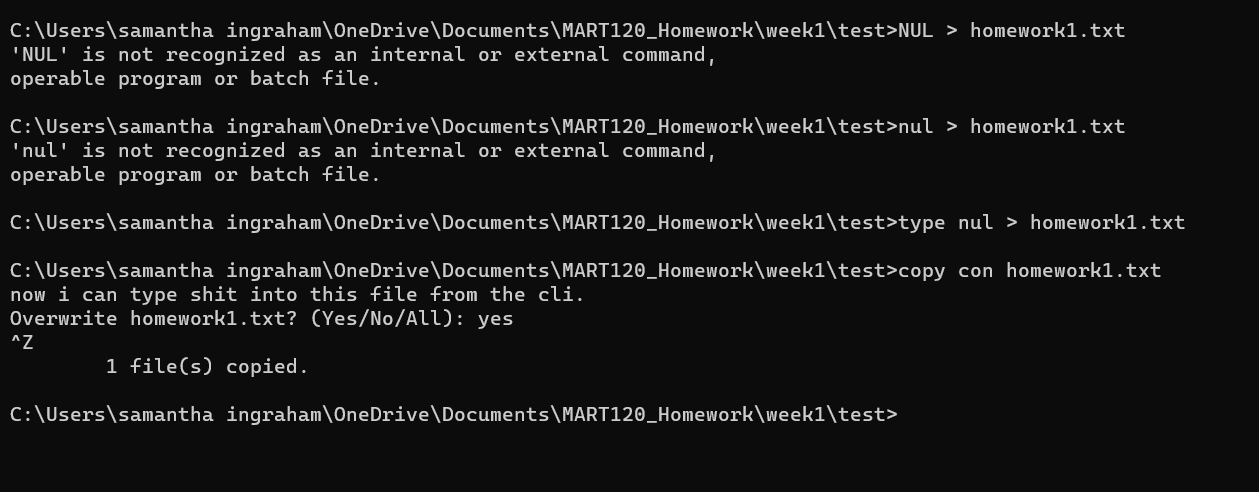 C:\Users\samantha ingraham\OneDrive\Documents\MART120_Homework\week1\test>NUL > homework1.txt
'NUL' is not recognized as an internal or external command,
operable program or batch file.
C:\Users\samantha ingraham\OneDrive\Documents\MART120_Homework\week1\test>nul > homework1.txt
'nul' is not recognized as an internal or external command,
operable program or batch file.
C:\Users\samantha ingraham\OneDrive\Documents\MART120_Homework\week1\test>type nul > homework1.txt
C:\Users\samantha ingraham\OneDrive\Documents\MART120_Homework\week1\test>copy con homework1.txt
now i can type shit into this file from the cli.
Overwrite homework1.txt? (Yes/No/All): yes
^Z
        1 file(s) copied.
C:\Users\samantha ingraham\OneDrive\Documents\MART120_Homework\week1\test>